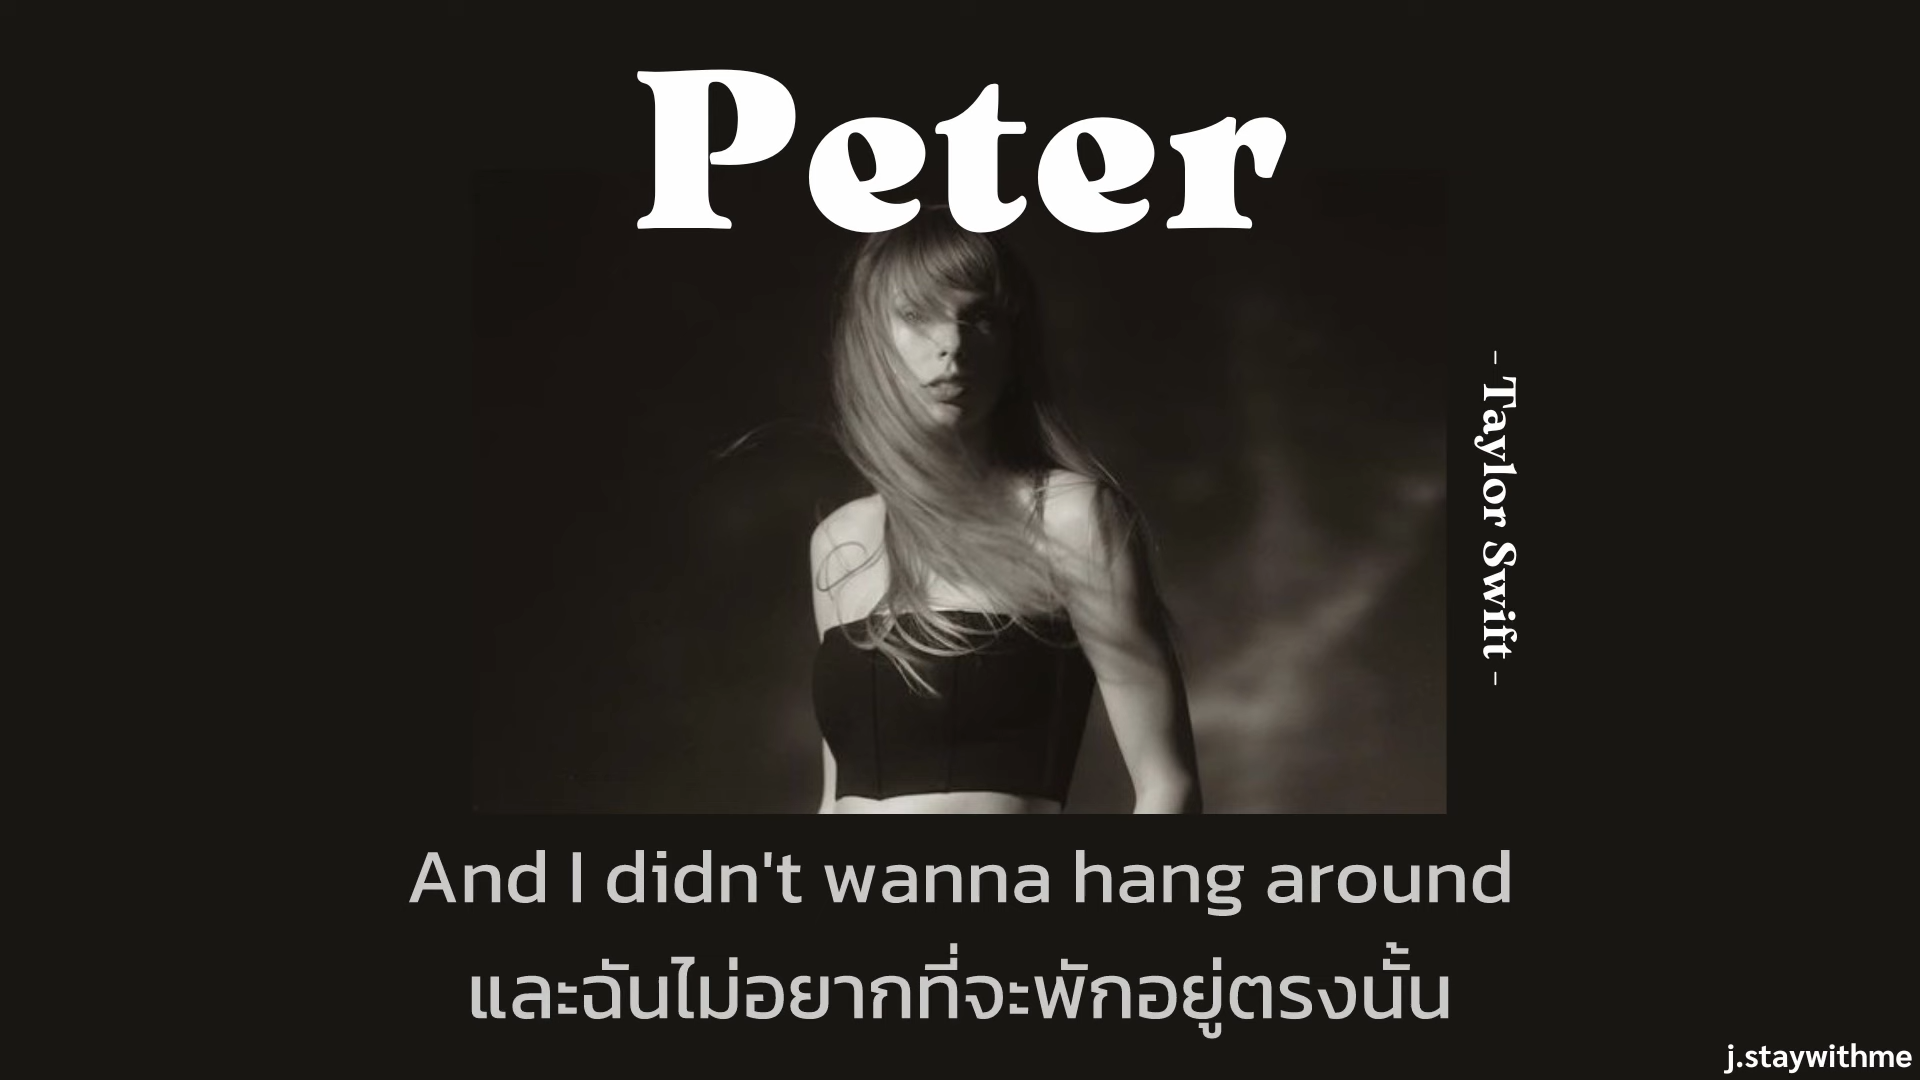 Peter
– Taylor Swift –
And I didn't wanna hang around
และฉันไม่อยากที่จะพักอยู่ตรงนั้น
j.staywithme